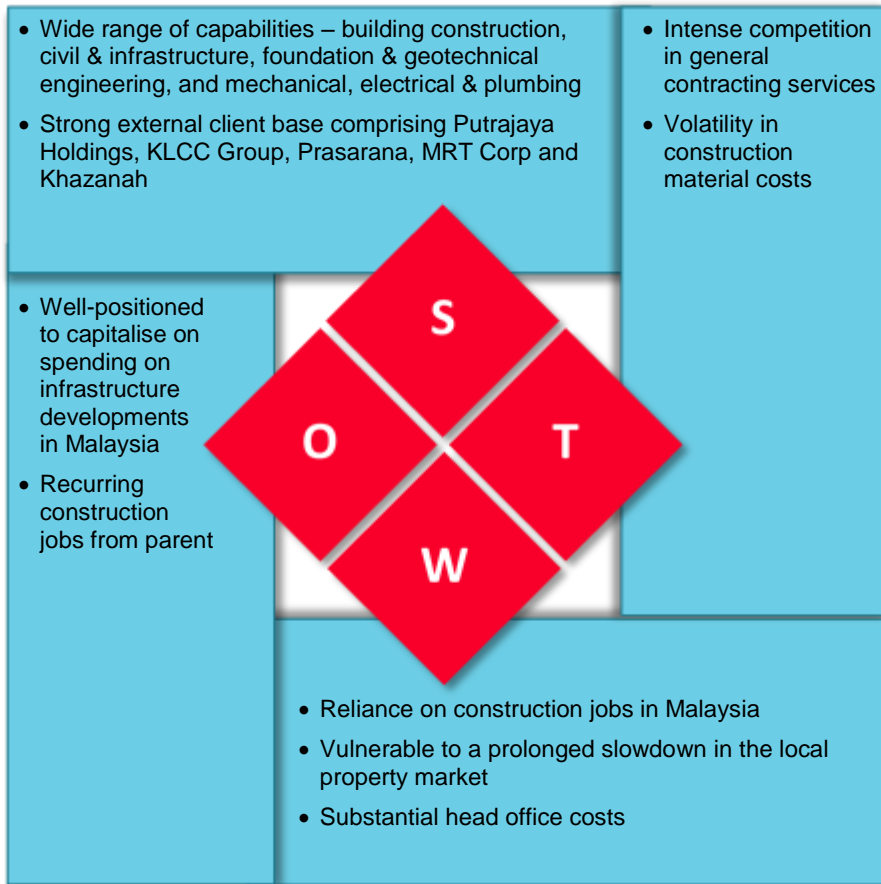 • Wide range of capabilities – building construction,
civil & infrastructure, foundation & geotechnical
engineering, and mechanical, electrical & plumbing
• Strong external client base comprising Putrajaya
Holdings, KLCC Group, Prasarana, MRT Corp and
Khazanah
• Intense competition
in general
contracting services
• Volatility in
construction
material costs
• Well-positioned
to capitalise on
spending on
infrastructure
developments
in Malaysia
• Recurring
construction
jobs from parent
S
O
T
W
• Reliance on construction jobs in Malaysia
• Vulnerable to a prolonged slowdown in the local
property market
• Substantial head office costs